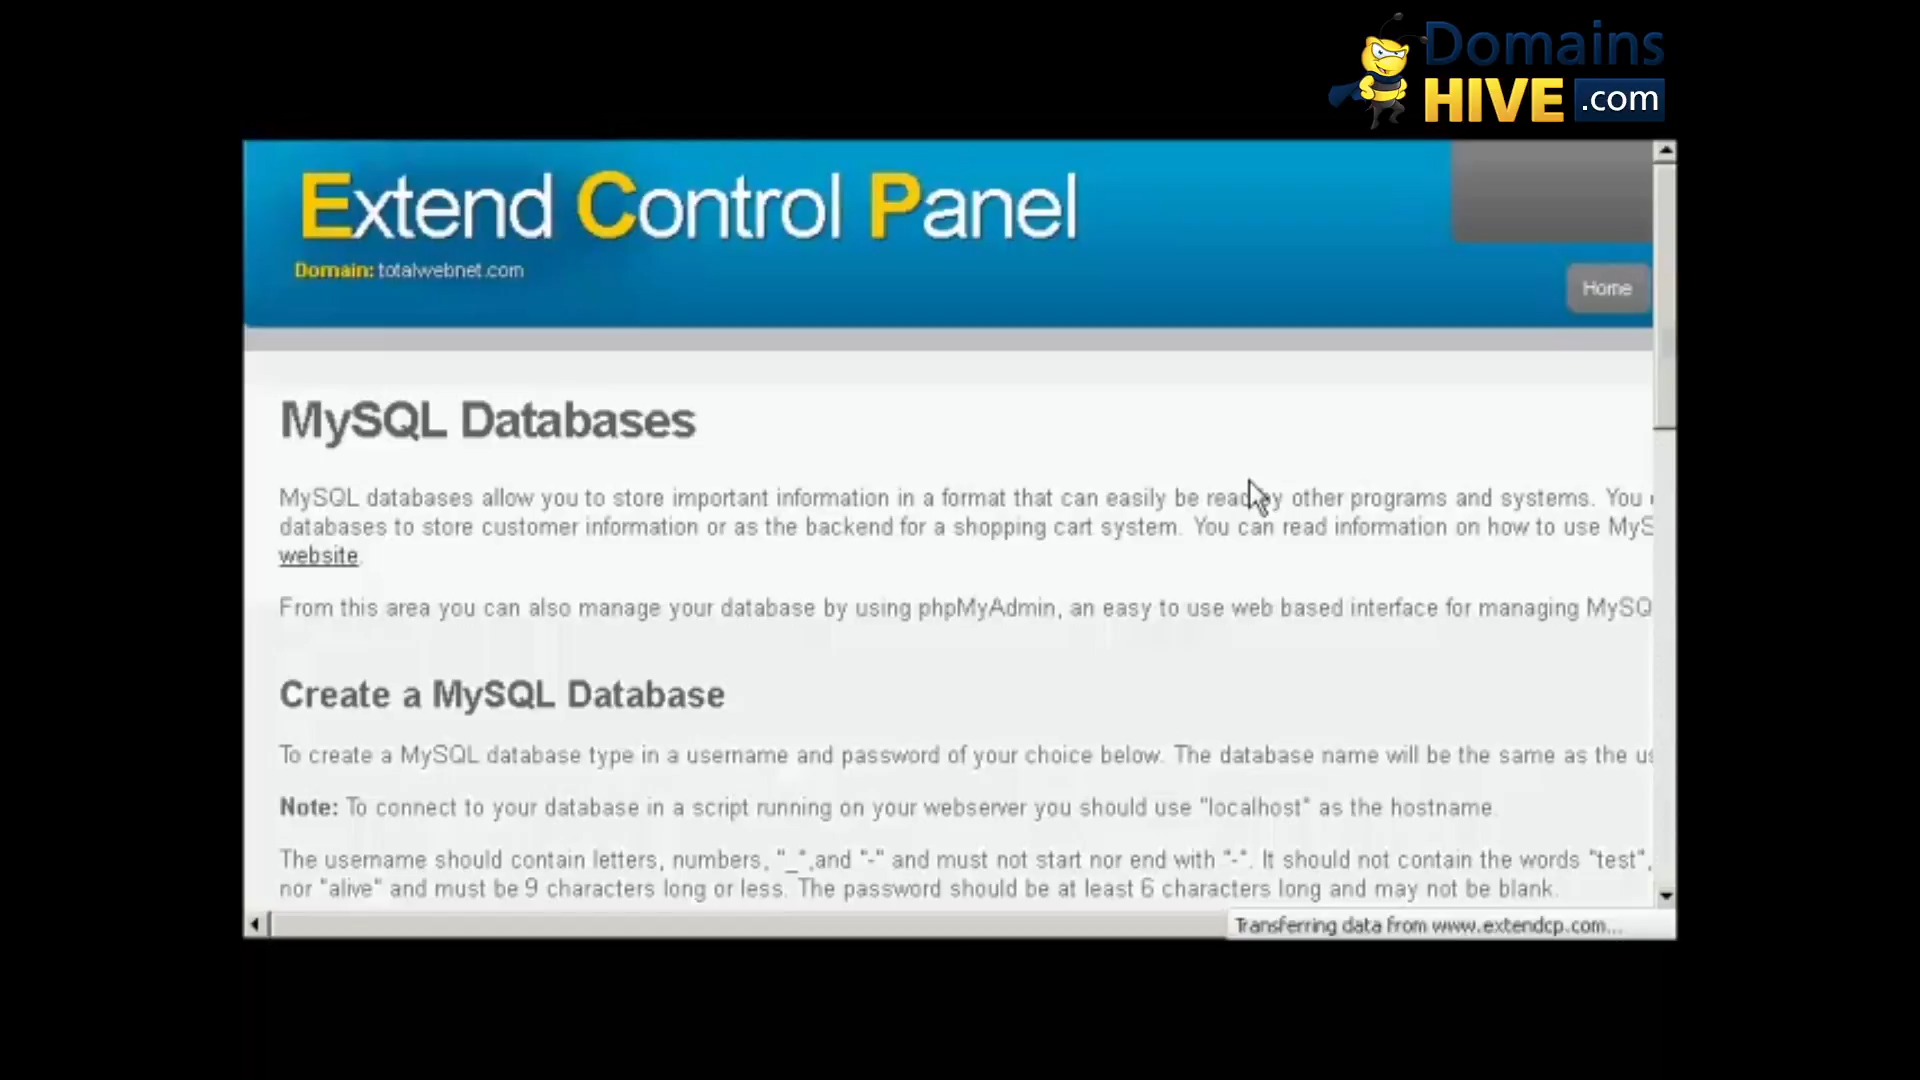 Domains
HIVE .com
Extend Control Panel
Domain: totalwebnet.com
Home
MySQL Databases
MySQL databases allow you to store important information in a format that can easily be read by other programs and systems. You
databases to store customer information or as the backend for a shopping cart system. You can read information on how to use MyS
website.
From this area you can also manage your database by using phpMyAdmin, an easy to use web based interface for managing MySQ
Create a MySQL Database
To create a MySQL database type in a username and password of your choice below. The database name will be the same as the us
Note: To connect to your database in a script running on your webserver you should use "localhost" as the hostname.
The username should contain letters, numbers, "_",and "-" and must not start nor end with "-". It should not contain the words "test",
nor "alive" and must be 9 characters long or less. The password should be at least 6 characters long and may not be blank.
Transferring data from www.extendcp.com...